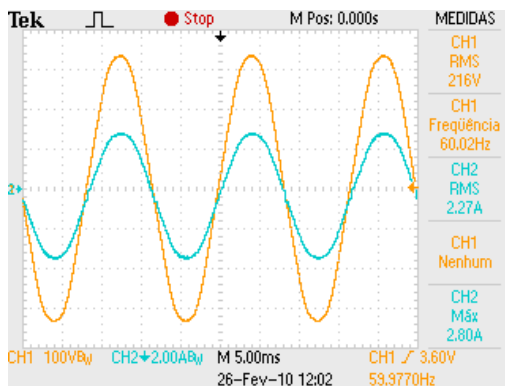 Tek Stop M Pos: 0.000s MEDIDAS
CH1
RMS
216V
CH1
Freqüência
60.02Hz
CH2
RMS
2.27A
CH1
Nenhum
CH2
Máx
2.80A
2
CH1 100VBW CH2 2.00ABW M 5.00ms CH1 3.60V
26-Fev-10 12:02 59.9770Hz